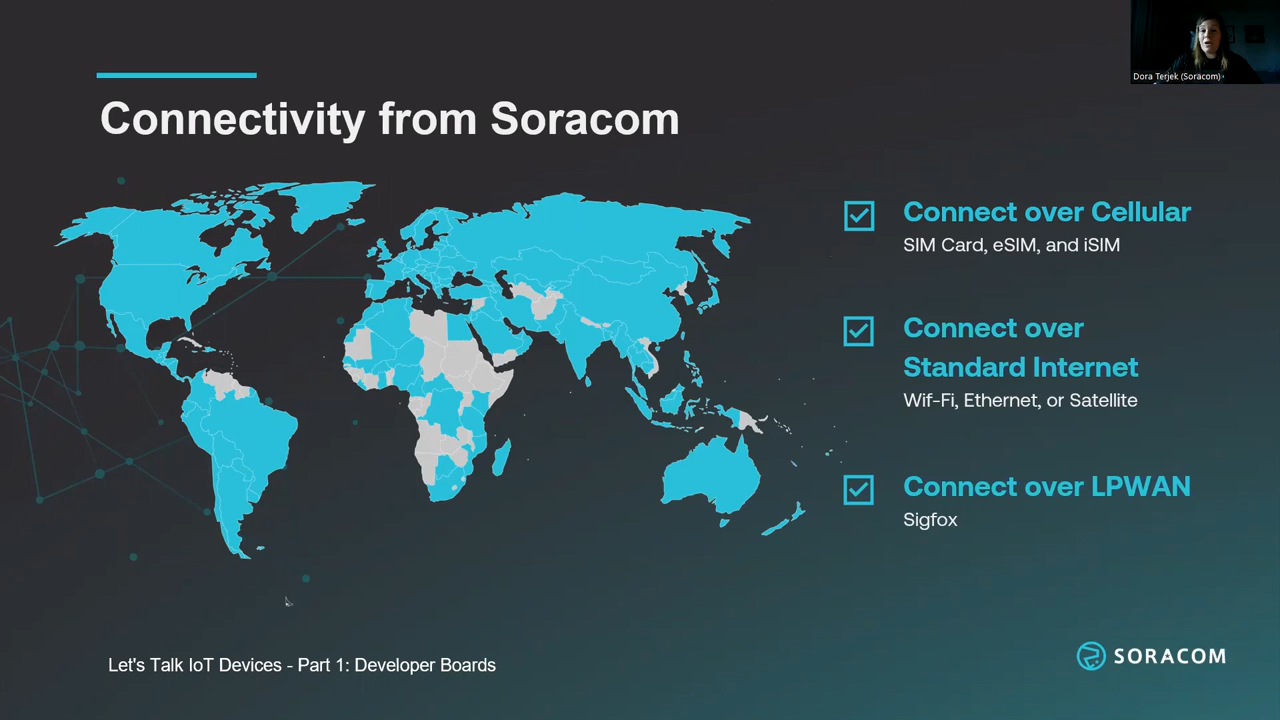 Dora Terjek (Soracom)
Connectivity from Soracom
Connect over Cellular
SIM Card, eSIM, and iSIM
Connect over
Standard Internet
Wif-Fi, Ethernet, or Satellite
Connect over LPWAN
Sigfox
Let's Talk IoT Devices - Part 1: Developer Boards
SORACOM